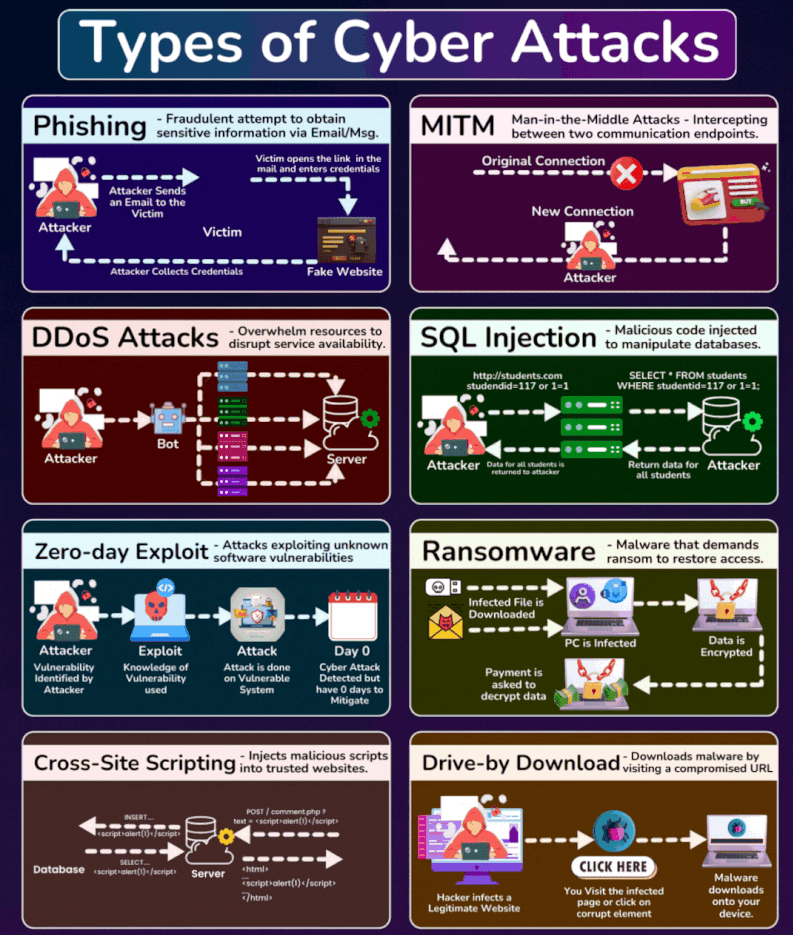 Types of Cyber Attacks
Phishing
- Fraudulent attempt to obtain
sensitive information via Email/Msg.
Attacker
Attacker Sends
an Email to the
Victim
Victim
Victim opens the link in the
mail and enters credentials
Fake Website
Attacker Collects Credentials
MITM
Man-in-the-Middle Attacks - Intercepting
between two communication endpoints.
Original Connection
BUY
New Connection
Attacker
DDoS Attacks
- Overwhelm resources to
disrupt service availability.
Attacker
Bot
Server
SQL Injection
- Malicious code injected
to manipulate databases.
http://students.com
studendid=117 or 1=1
SELECT * FROM students
WHERE studentid=117 or 1=1;
Attacker
Data for all students is
returned to attacker
Return data for
all students
Attacker
Zero-day Exploit
- Attacks exploiting unknown
software vulnerabilities
Attacker
Vulnerability
Identified by
Attacker
</>
Exploit
Knowledge of
Vulnerability
used
Attack
Attack is done
on Vulnerable
System
Day 0
Cyber Attack
Detected but
have 0 days to
Mitigate
Ransomware
- Malware that demands
ransom to restore access.
Infected File is
Downloaded
PC is Infected
Data is
Encrypted
Payment is
asked to
decrypt data
Cross-Site Scripting
- Injects malicious scripts
into trusted websites.
INSERT....
<script>alert(1)</script>
Database
SELECT....
<script>alert(1)</script>
Server
POST / comment.php ?
text = <script>alert(1)</script>
<html>
....
<script>alert(1)</script>
....
</html>
Drive-by Download
- Downloads malware by
visiting a compromised URL
Hacker infects a
Legitimate Website
CLICK HERE
You Visit the infected
page or click on
corrupt element
Malware
downloads
onto your
device.